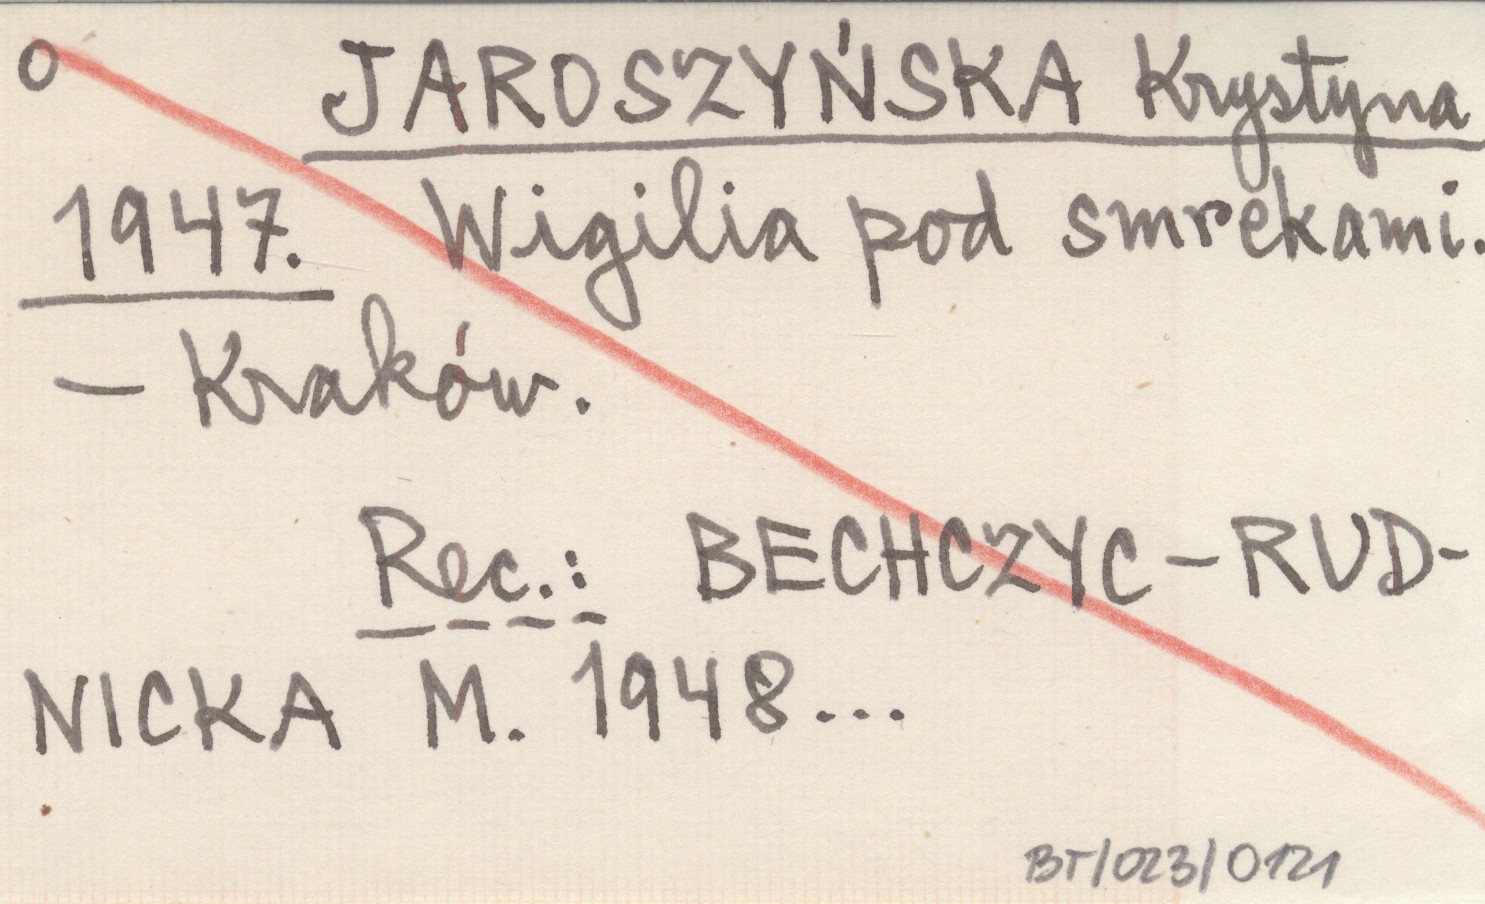 o JAROSZYŃSKA Krystyna
1947. Wigilia pod smrekami.
– Kraków.
Rec.: BECHCZYC – RUD-
NICKA M. 1948...
BT/023/0121